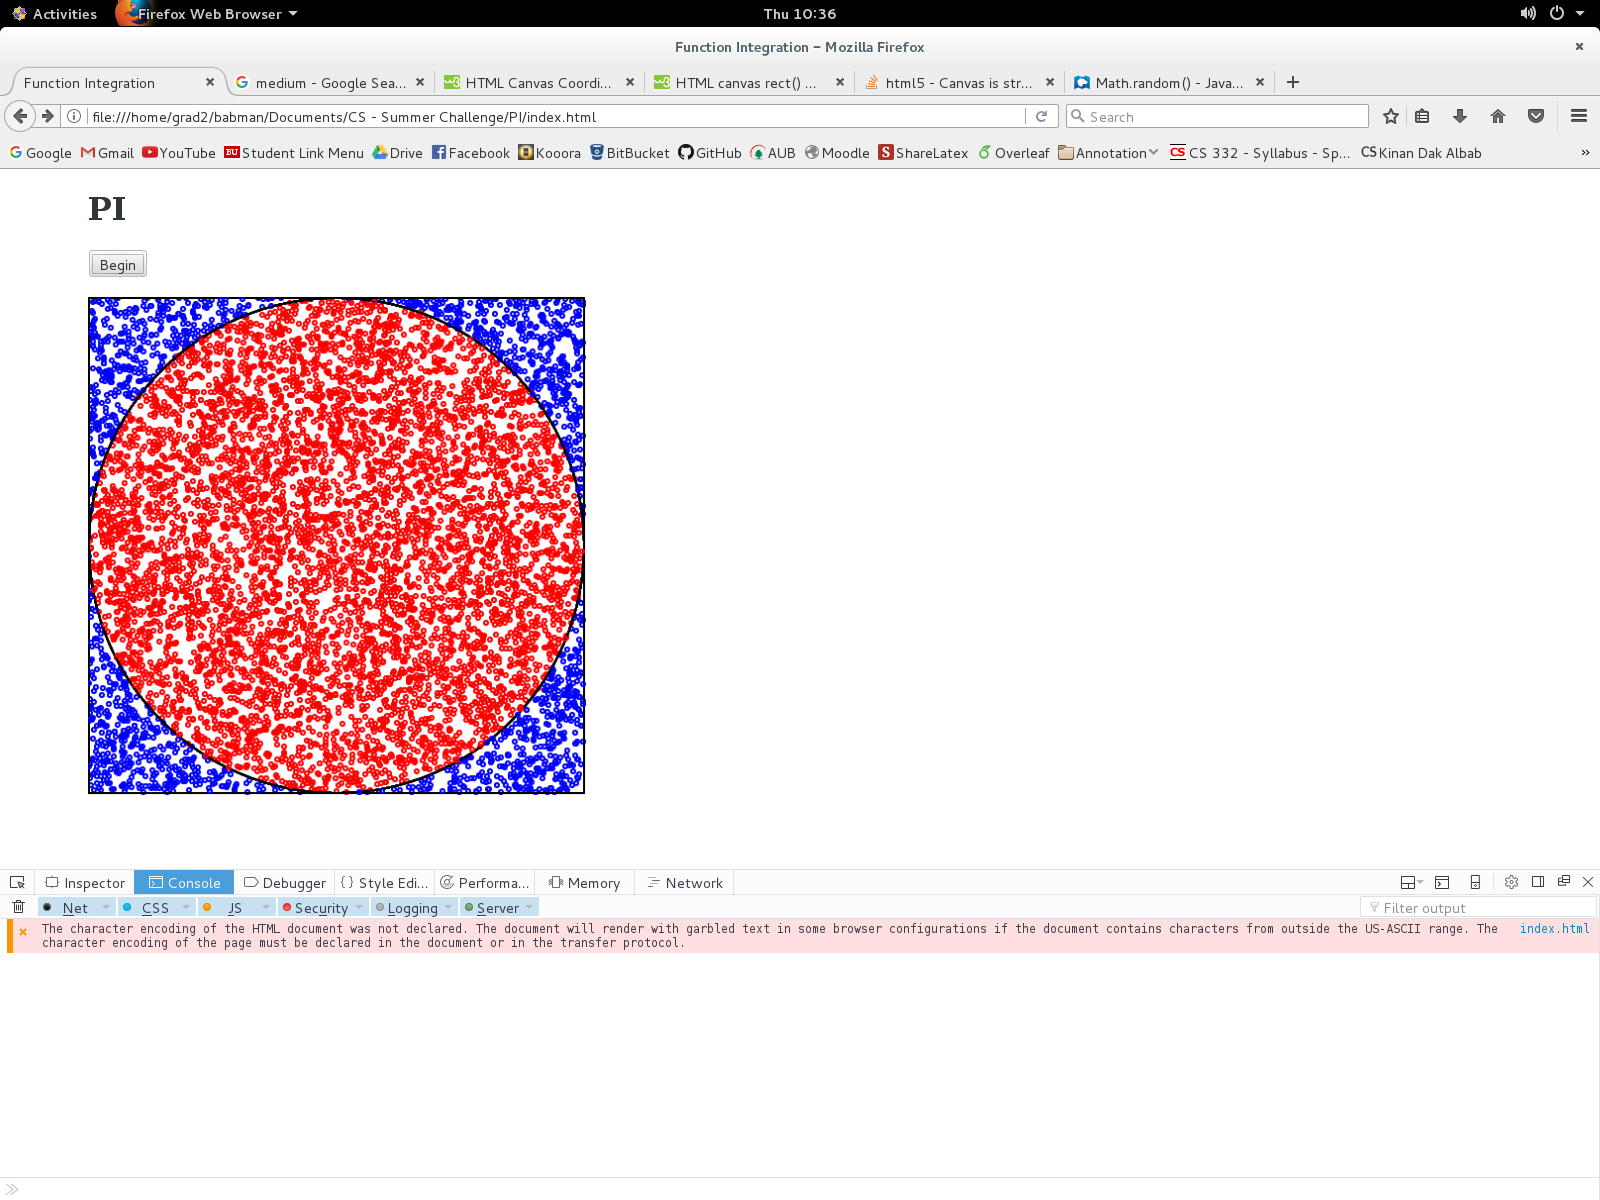 Activities Firefox Web Browser Thu 10:36
Function Integration – Mozilla Firefox
Function Integration medium - Google Sea... HTML Canvas Coordi... HTML canvas rect() ... html5 - Canvas is str... Math.random() - Java...
file:///home/grad2/babman/Documents/CS - Summer Challenge/PI/index.html Search
Google Gmail YouTube BU Student Link Menu Drive Facebook Kooora BitBucket GitHub AUB Moodle ShareLatex Overleaf Annotation CS CS 332 - Syllabus - Sp... CS Kinan Dak Albab
PI
Begin
Inspector Console Debugger Style Edi... Performa... Memory Network
Net CSS JS Security Logging Server Filter output
The character encoding of the HTML document was not declared. The document will render with garbled text in some browser configurations if the document contains characters from outside the US-ASCII range. The index.html
character encoding of the page must be declared in the document or in the transfer protocol.